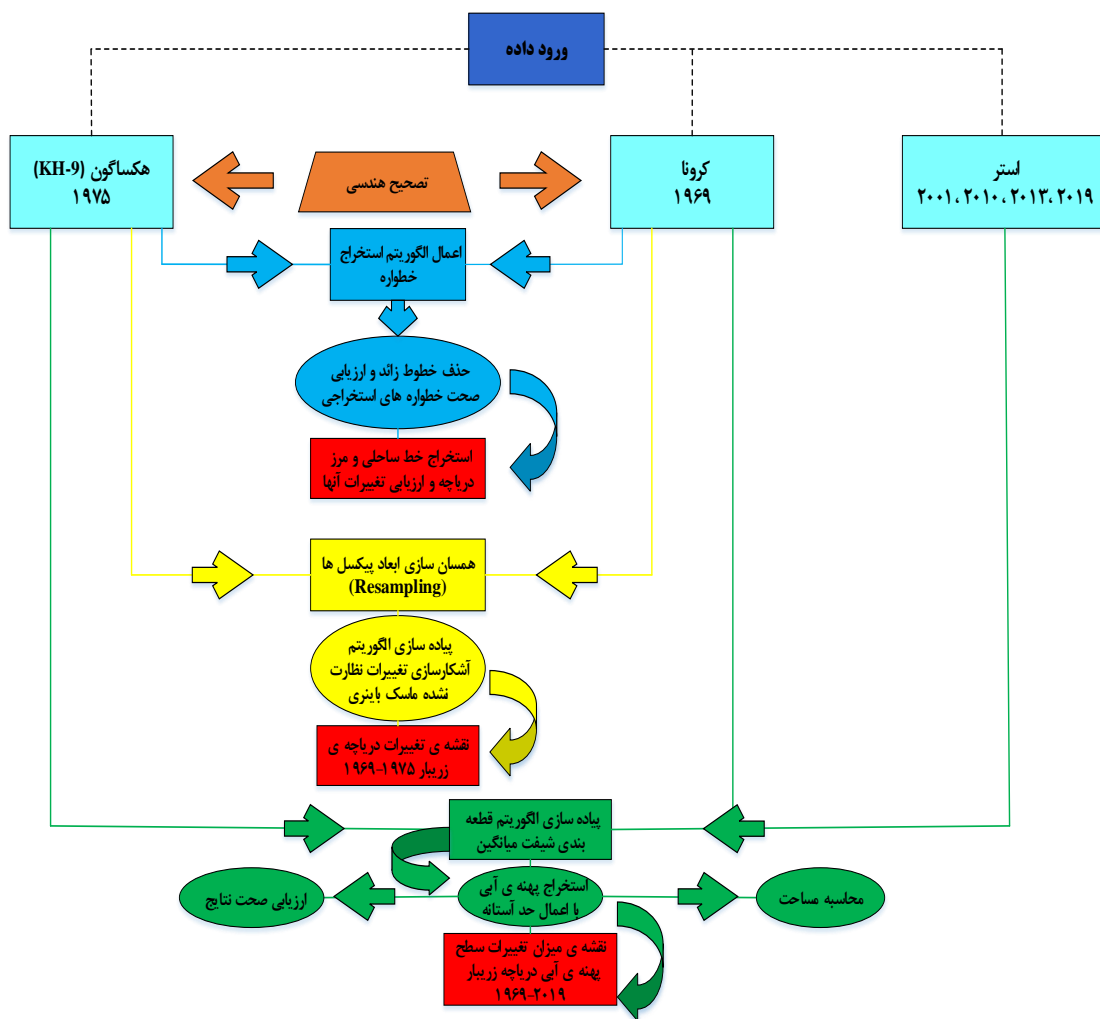 ورود داده
استر
۲۰۰۱، ۲۰۱۰، ۲۰۱۳، ۲۰۱۹
کرونا
۱۹۶۹
تصحیح هندسی
هکساگون (KH-9)
۱۹۷۵
اعمال الگوریتم استخراج
خطواره
حذف خطوط زائد و ارزیابی
صحت خطواره های استخراجی
استخراج خط ساحلی و مرز
دریاچه و ارزیابی تغییرات آنها
همسان سازی ابعاد پیکسل ها
(Resampling)
پیاده سازی الگوریتم
آشکارسازی تغییرات نظارت
نشده ماسک باینری
نقشه ی تغییرات دریاچه ی
زریبار ۱۹۷۵-۱۹۶۹
پیاده سازی الگوریتم قطعه
بندی شیفت میانگین
محاسبه مساحت
استخراج پهنه ی آبی
با اعمال حد آستانه
ارزیابی صحت نتایج
نقشه ی میزان تغییرات سطح
پهنه ی آبی دریاچه زریبار
۱۹۶۹-۲۰۱۹